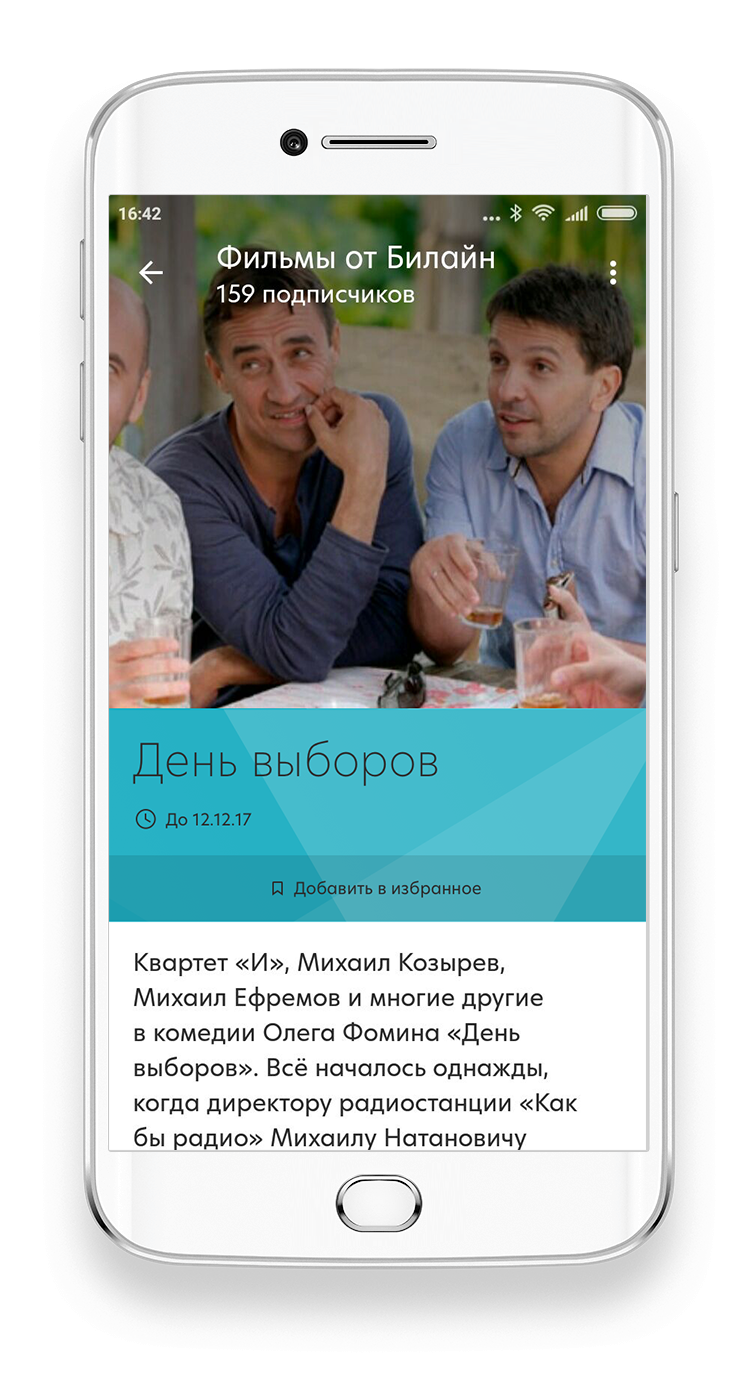 16:42
Фильмы от Билайн
159 подписчиков
День выборов
До 12.12.17
Добавить в избранное
Квартет «И», Михаил Козырев,
Михаил Ефремов и многие другие
в комедии Олега Фомина «День
выборов». Всё началось однажды,
когда директору радиостанции «Как
бы радио» Михаилу Натановичу